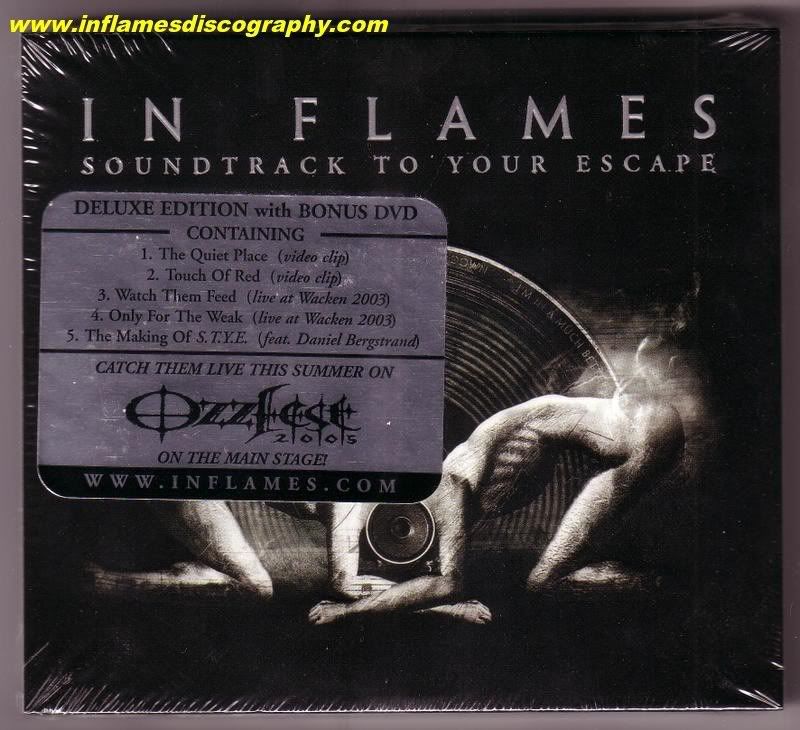 www.inflamesdiscography.com
IN FLAMES
SOUNDTRACK TO YOUR ESCAPE
DELUXE EDITION with BONUS DVD
CONTAINING
1. The Quiet Place (video clip)
2. Touch Of Red (video clip)
3. Watch Them Feed (live at Wacken 2003)
4. Only For The Weak (live at Wacken 2003)
5. The Making Of S.T.Y.E. (feat. Daniel Bergstrand)
CATCH THEM LIVE THIS SUMMER ON
OZZFEST
2005
ON THE MAIN STAGE!
WWW.INFLAMES.COM
DOWN I'M IN A MUCH